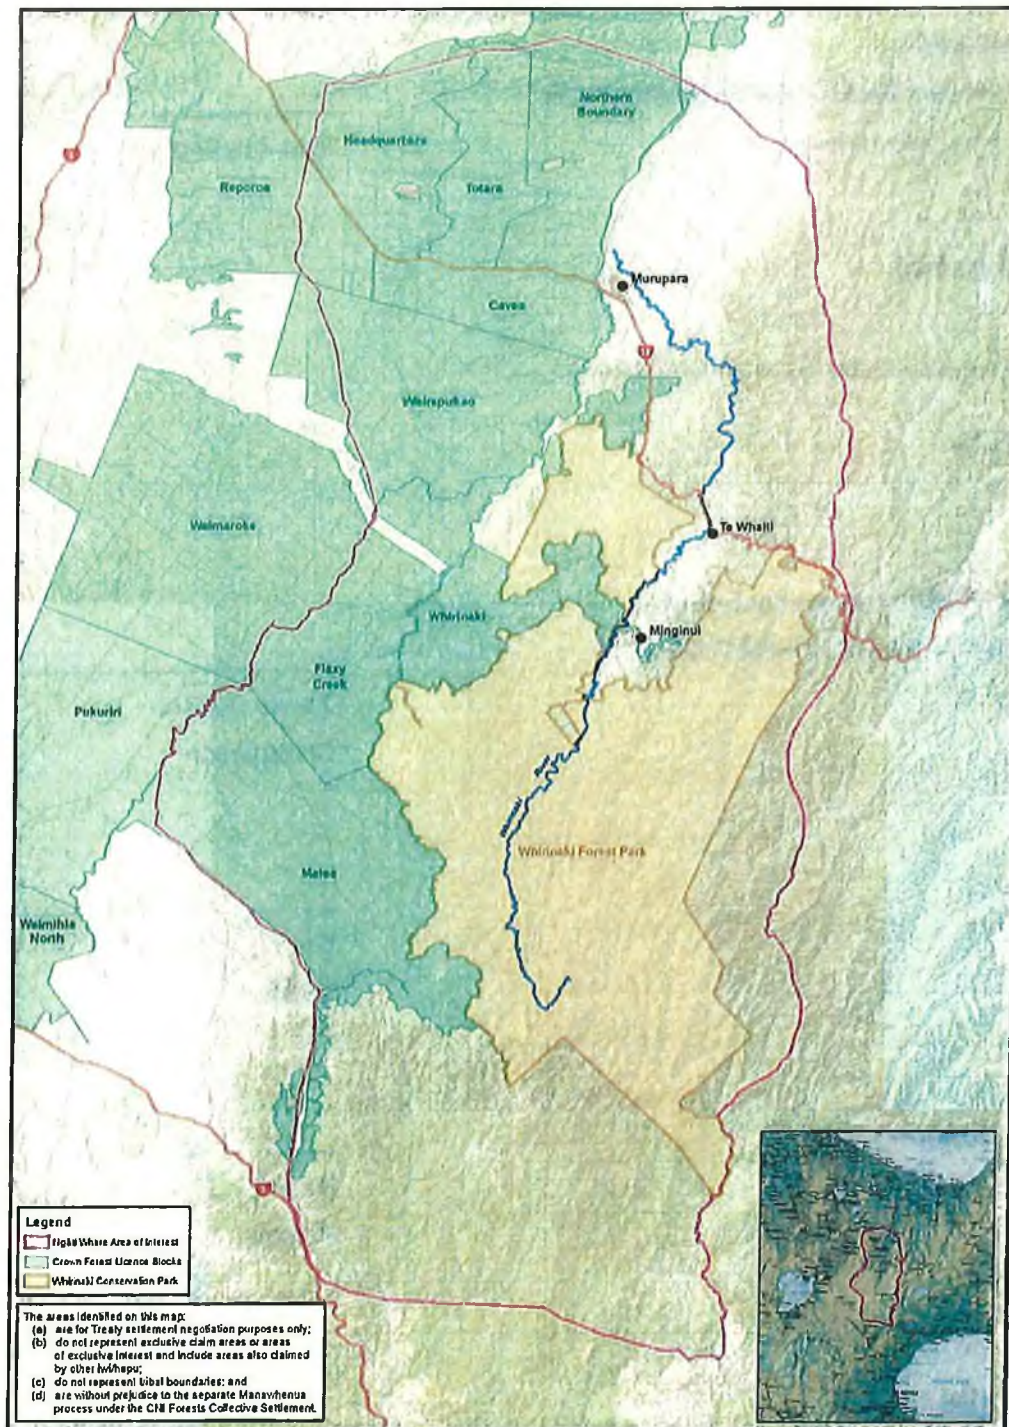 Northern
Boundary
Headquarters
Reporoa
Totara
Murupara
Caves
Wairapukao
Waimaroke
Te Whaiti
Whirinaki
Minginui
Flaxy
Creek
Pukuriri
River
Whirinaki
Whirinaki Forest Park
Matea
Waimihia
North
Legend
Ngāti Whare Area of Interest
Crown Forest Licence Blocks
Whirinaki Conservation Park
The areas identified on this map:
(a) are for Treaty settlement negotiation purposes only;
(b) do not represent exclusive claim areas or areas
of exclusive interest and include areas also claimed
by other iwi/hapu;
(c) do not represent tribal boundaries; and
(d) are without prejudice to the separate Manawhenua
process under the CNI Forests Collective Settlement.